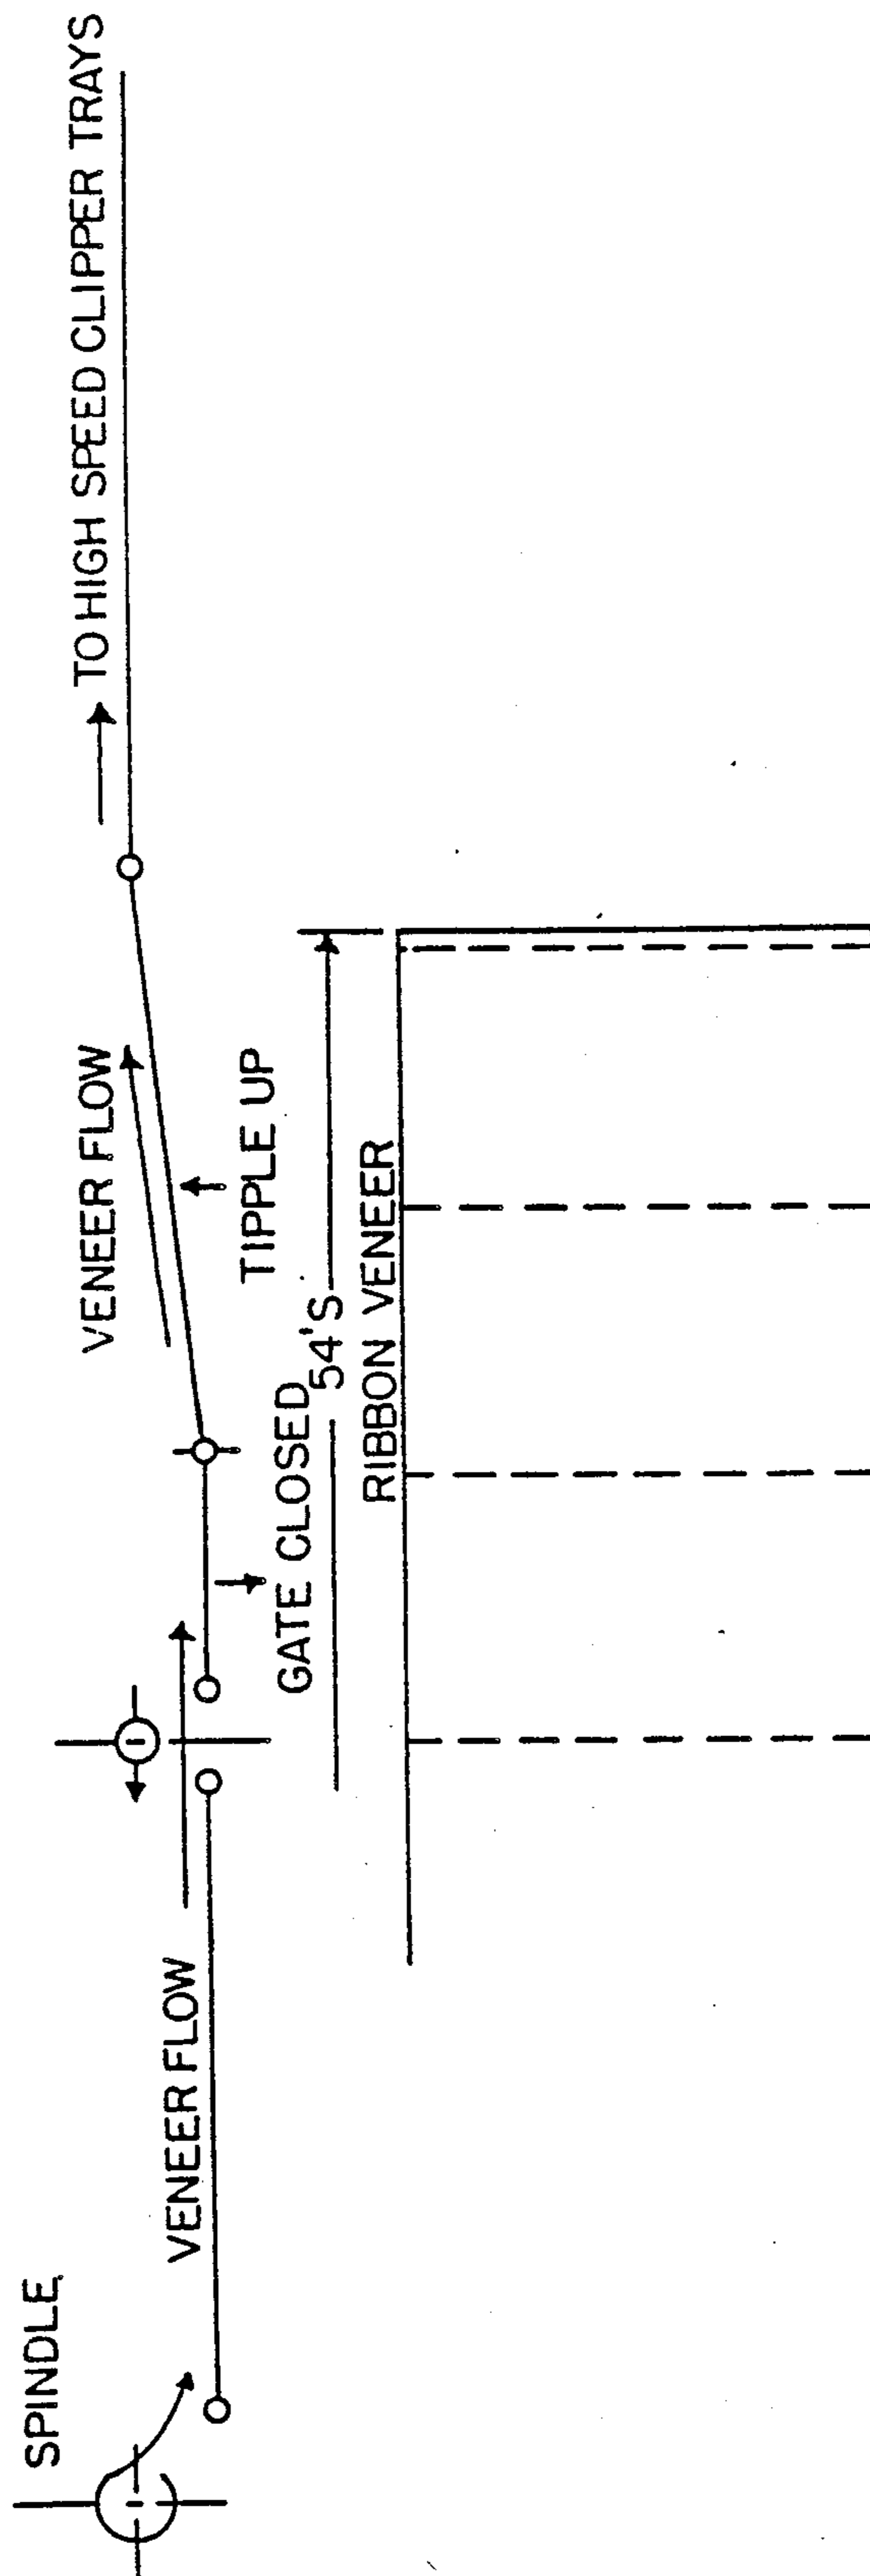 SPINDLE
VENEER FLOW
VENEER FLOW
TO HIGH SPEED CLIPPER TRAYS
GATE CLOSED
TIPPLE UP
54'S
RIBBON VENEER